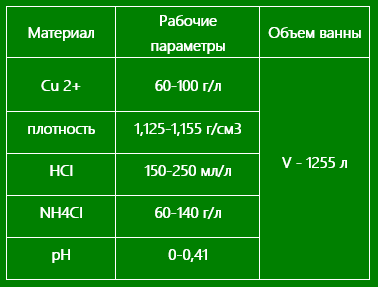 Материал Рабочие параметры Объем ванны
Cu 2+ 60-100 г/л
плотность 1,125-1,155 г/см3
HCl 150-250 мл/л
V - 1255 л
NH4Cl 60-140 г/л
pH 0-0,41